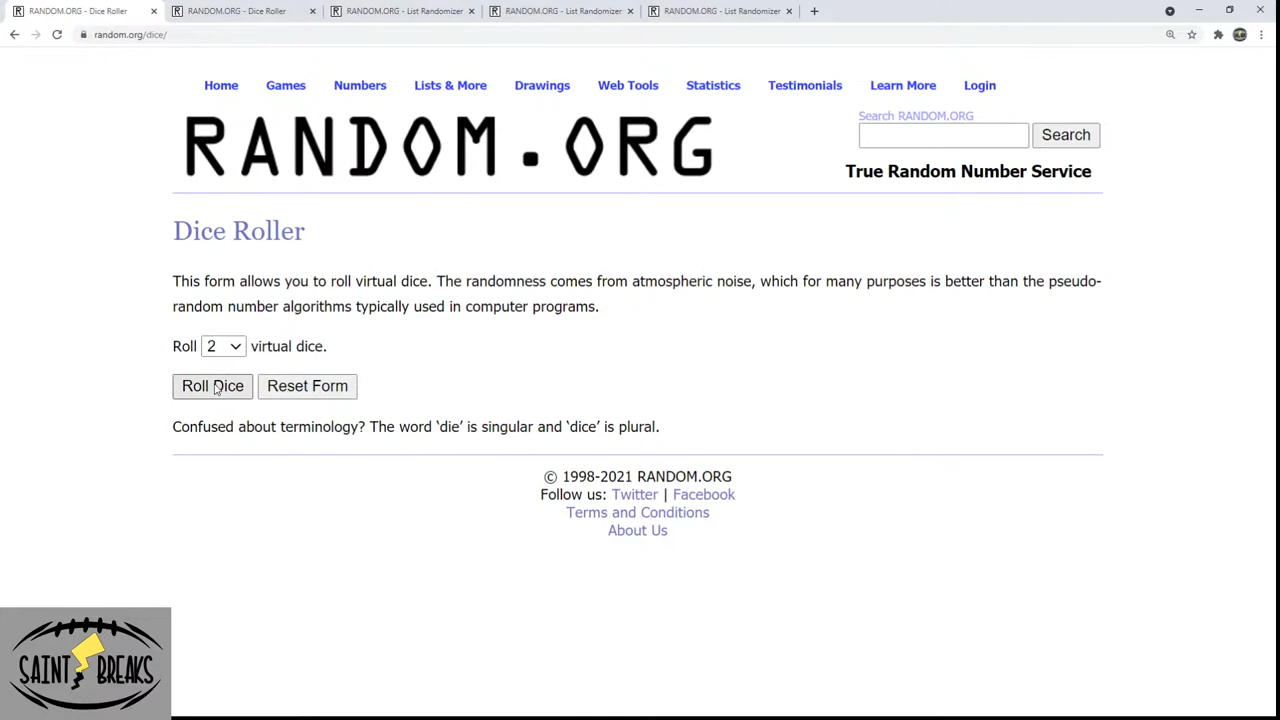 RANDOM.ORG - Dice Roller
RANDOM.ORG - Dice Roller
RANDOM.ORG - List Randomizer
RANDOM.ORG - List Randomizer
RANDOM.ORG - List Randomizer
random.org/dice/
Home Games Numbers Lists & More Drawings Web Tools Statistics Testimonials Learn More Login
RANDOM.ORG
Search RANDOM.ORG
Search
True Random Number Service
Dice Roller
This form allows you to roll virtual dice. The randomness comes from atmospheric noise, which for many purposes is better than the pseudo-
random number algorithms typically used in computer programs.
Roll 2 virtual dice.
Roll Dice Reset Form
Confused about terminology? The word ‘die’ is singular and ‘dice’ is plural.
© 1998-2021 RANDOM.ORG
Follow us: Twitter | Facebook
Terms and Conditions
About Us
SAINT BREAKS